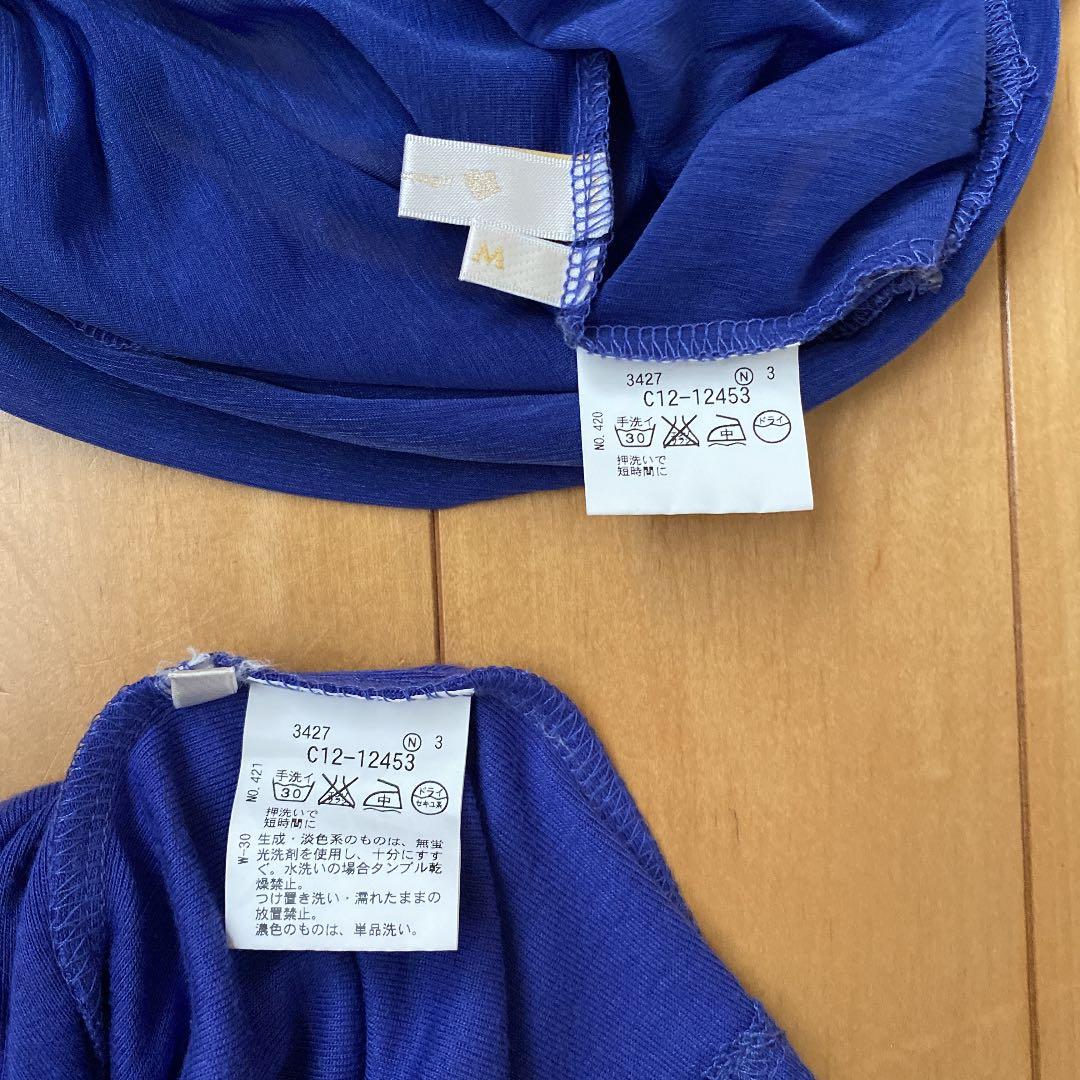 M
3427 Ⓝ 3
C12-12453
NO.420
手洗イ
30
中
ドライ
押洗いで
短時間に
3427 Ⓝ 3
C12-12453
NO.421
手洗イ
30
中
ドライ
セキユ系
押洗いで
短時間に
W-30
生成・淡色系のものは、無蛍
光洗剤を使用し、十分にすす
ぐ。水洗いの場合タンブル乾
燥禁止。
つけ置き洗い・濡れたままの
放置禁止。
濃色のものは、単品洗い。